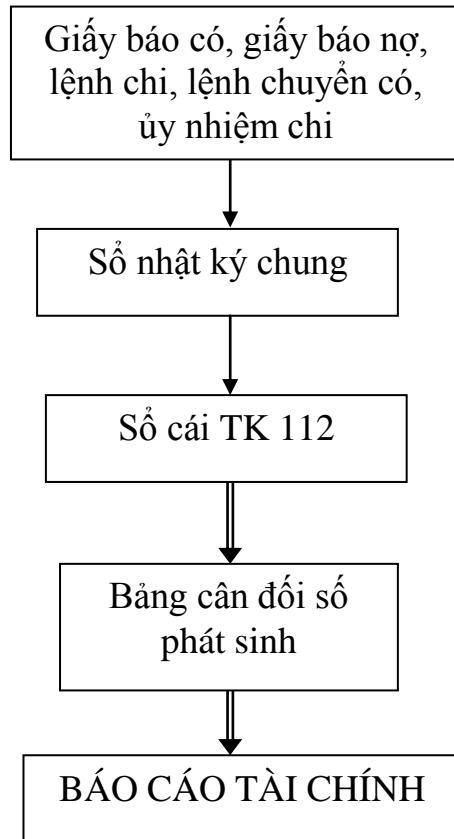 Giấy báo có, giấy báo nợ,
lệnh chi, lệnh chuyển có,
ủy nhiệm chi
Sổ nhật ký chung
Sổ cái TK 112
Bảng cân đối số
phát sinh
BÁO CÁO TÀI CHÍNH